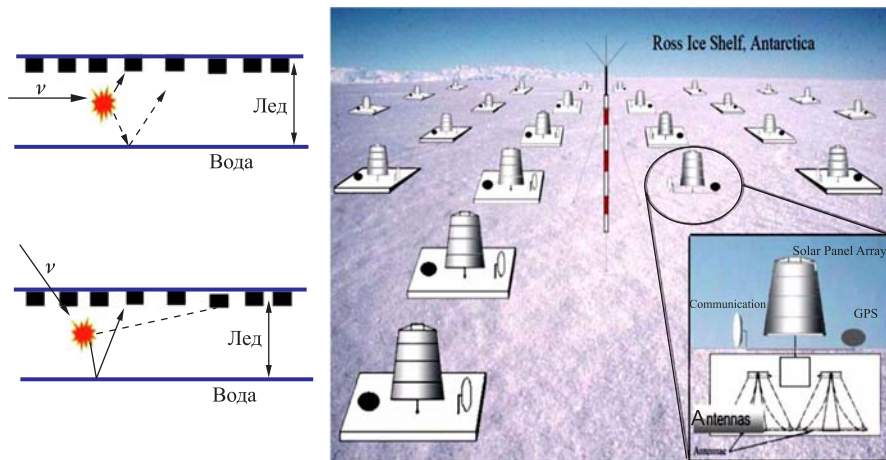 ν
Лед
Вода
ν
Лед
Вода
Ross Ice Shelf, Antarctica
Solar Panel Array
Communication
GPS
Antennas
Antennae